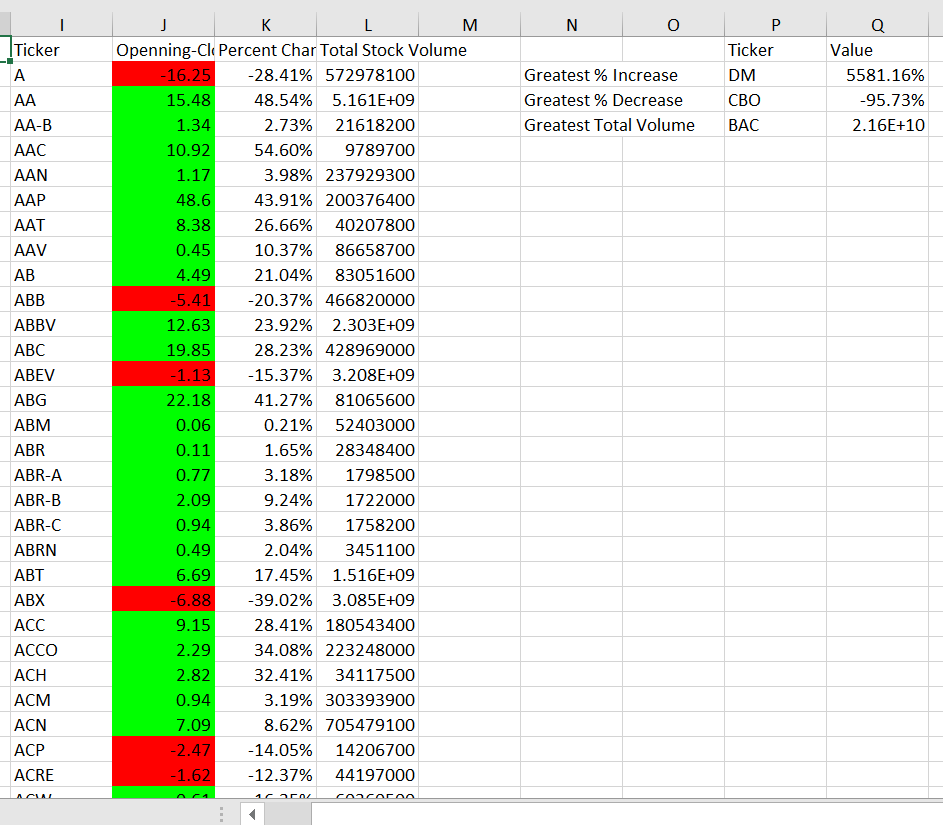 I J K L M N O P Q
Ticker Openning-Clo Percent Char Total Stock Volume Ticker Value
A -16.25 -28.41% 572978100 Greatest % Increase DM 5581.16%
AA 15.48 48.54% 5.161E+09 Greatest % Decrease CBO -95.73%
AA-B 1.34 2.73% 21618200 Greatest Total Volume BAC 2.16E+10
AAC 10.92 54.60% 9789700
AAN 1.17 3.98% 237929300
AAP 48.6 43.91% 200376400
AAT 8.38 26.66% 40207800
AAV 0.45 10.37% 86658700
AB 4.49 21.04% 83051600
ABB -5.41 -20.37% 466820000
ABBV 12.63 23.92% 2.303E+09
ABC 19.85 28.23% 428969000
ABEV -1.13 -15.37% 3.208E+09
ABG 22.18 41.27% 81065600
ABM 0.06 0.21% 52403000
ABR 0.11 1.65% 28348400
ABR-A 0.77 3.18% 1798500
ABR-B 2.09 9.24% 1722000
ABR-C 0.94 3.86% 1758200
ABRN 0.49 2.04% 3451100
ABT 6.69 17.45% 1.516E+09
ABX -6.88 -39.02% 3.085E+09
ACC 9.15 28.41% 180543400
ACCO 2.29 34.08% 223248000
ACH 2.82 32.41% 34117500
ACM 0.94 3.19% 303393900
ACN 7.09 8.62% 705479100
ACP -2.47 -14.05% 14206700
ACRE -1.62 -12.37% 44197000